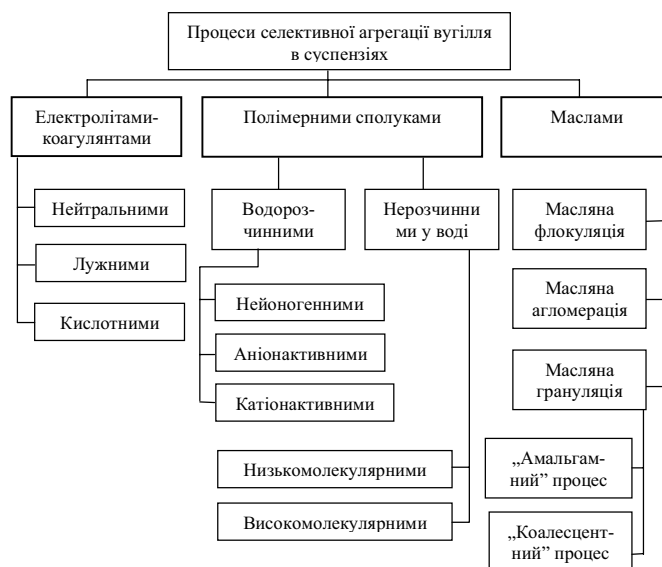 Процеси селективної агрегації вугілля
в суспензіях
Електролітами-
коагулянтами
Полімерними сполуками
Маслами
Нейтральними
Лужними
Кислотними
Водороз-
чинними
Нерозчинни
ми у воді
Нейоногенними
Аніонактивними
Катіонактивними
Низькомолекулярними
Високомолекулярними
Масляна
флокуляція
Масляна
агломерація
Масляна
грануляція
„Амальгам-
ний” процес
„Коалесцент-
ний” процес